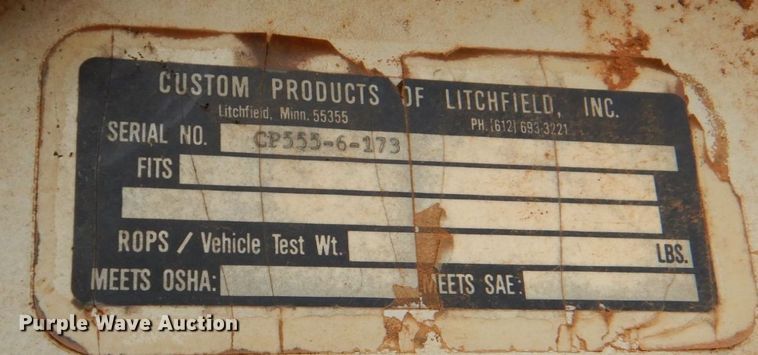 CUSTOM PRODUCTS OF LITCHFIELD, INC.
Litchfield, Minn. 55355 PH. (612) 693-3221
SERIAL NO. CP555-6-173
FITS
ROPS / Vehicle Test Wt. LBS.
MEETS OSHA: MEETS SAE:
Purple Wave Auction